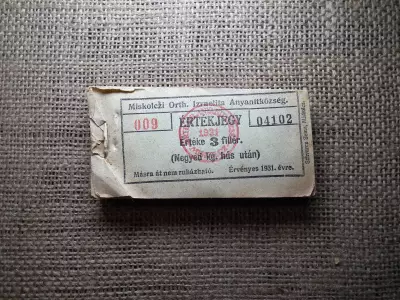 Miskolczi Orth. Izraelita Anyahitközség.
009 ÉRTÉKJEGY 04102
1931
Értéke 3 fillér.
(Negyed kg. hús után)
Másra át nem ruházható. Érvényes 1931. évre.